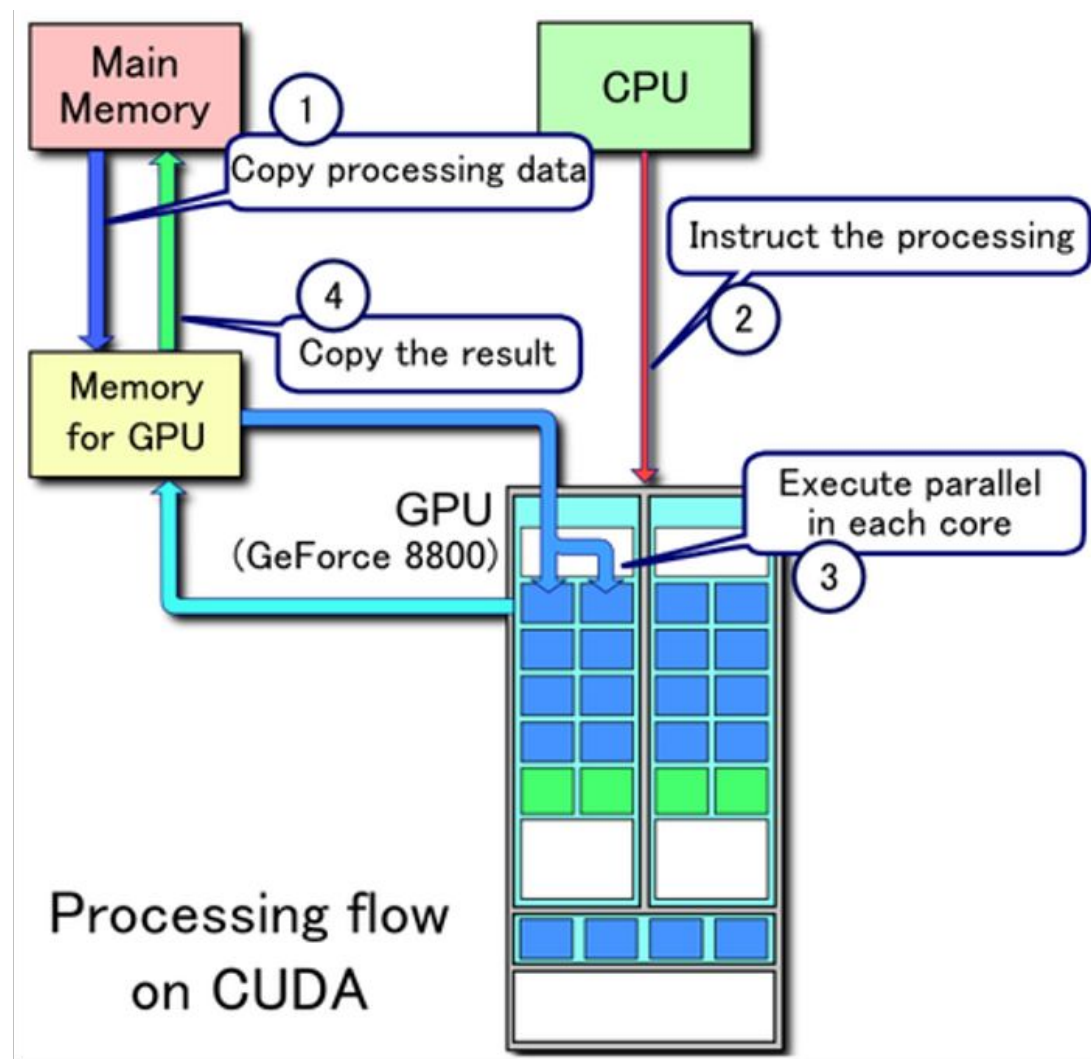 Main
Memory
CPU
1
Copy processing data
Instruct the processing
2
4
Copy the result
Memory
for GPU
GPU
(GeForce 8800)
Execute parallel
in each core
3
Processing flow
on CUDA